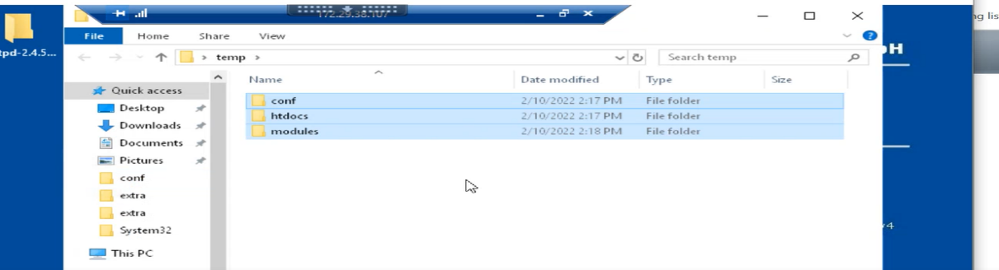 172.29.38.107
ng lis
File Home Share View
tpd-2.4.5...
temp
Search temp
Name Date modified Type Size
Quick access
conf 2/10/2022 2:17 PM File folder
Desktop
htdocs 2/10/2022 2:17 PM File folder
Downloads
modules 2/10/2022 2:18 PM File folder
Documents
Pictures
conf
extra
extra
v4
System32
This PC